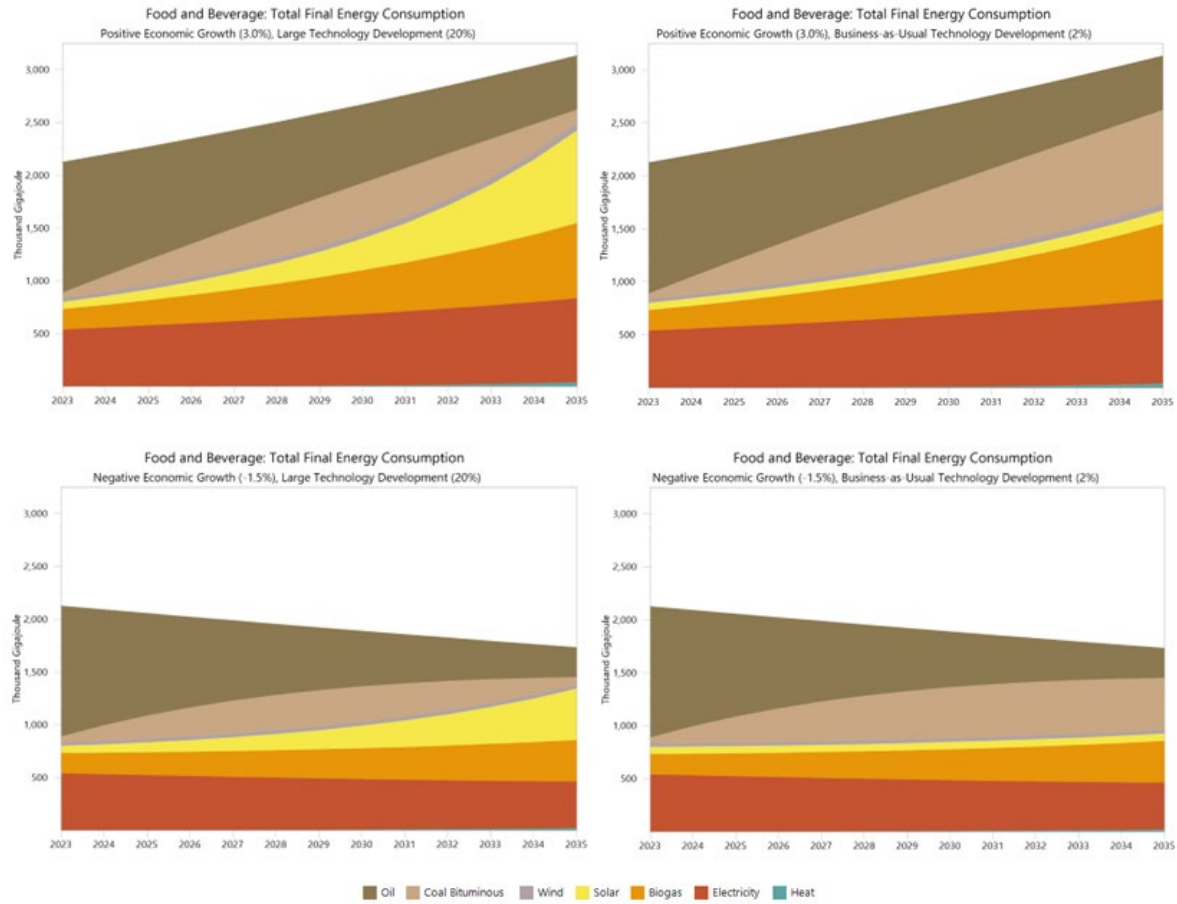 Food and Beverage: Total Final Energy Consumption
Positive Economic Growth (3.0%), Large Technology Development (20%)
Thousand Gigajoule
3,000
2,500
2,000
1,500
1,000
500
2023 2024 2025 2026 2027 2028 2029 2030 2031 2032 2033 2034 2035
Food and Beverage: Total Final Energy Consumption
Positive Economic Growth (3.0%), Business-as-Usual Technology Development (2%)
Thousand Gigajoule
3,000
2,500
2,000
1,500
1,000
500
2023 2024 2025 2026 2027 2028 2029 2030 2031 2032 2033 2034 2035
Food and Beverage: Total Final Energy Consumption
Negative Economic Growth (-1.5%), Large Technology Development (20%)
Thousand Gigajoule
3,000
2,500
2,000
1,500
1,000
500
2023 2024 2025 2026 2027 2028 2029 2030 2031 2032 2033 2034 2035
Food and Beverage: Total Final Energy Consumption
Negative Economic Growth (-1.5%), Business-as-Usual Technology Development (2%)
Thousand Gigajoule
3,000
2,500
2,000
1,500
1,000
500
2023 2024 2025 2026 2027 2028 2029 2030 2031 2032 2033 2034 2035
Oil Coal Bituminous Wind Solar Biogas Electricity Heat